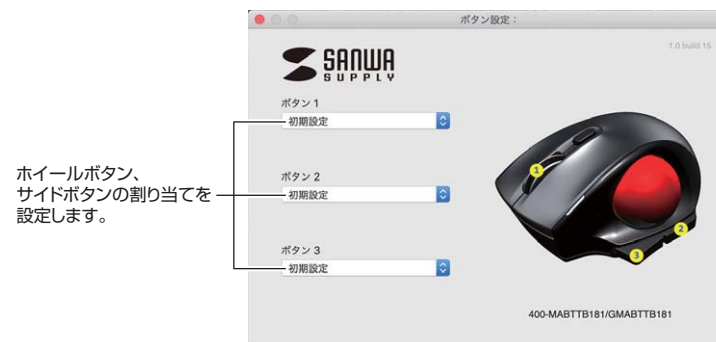 ボタン設定：
1.0 build 15
SANWA
SUPPLY
ボタン 1
初期設定
ボタン 2
初期設定
ボタン 3
初期設定
ホイールボタン、
サイドボタンの割り当てを
設定します。
1
2
3
400-MABTTB181/GMABTTB181